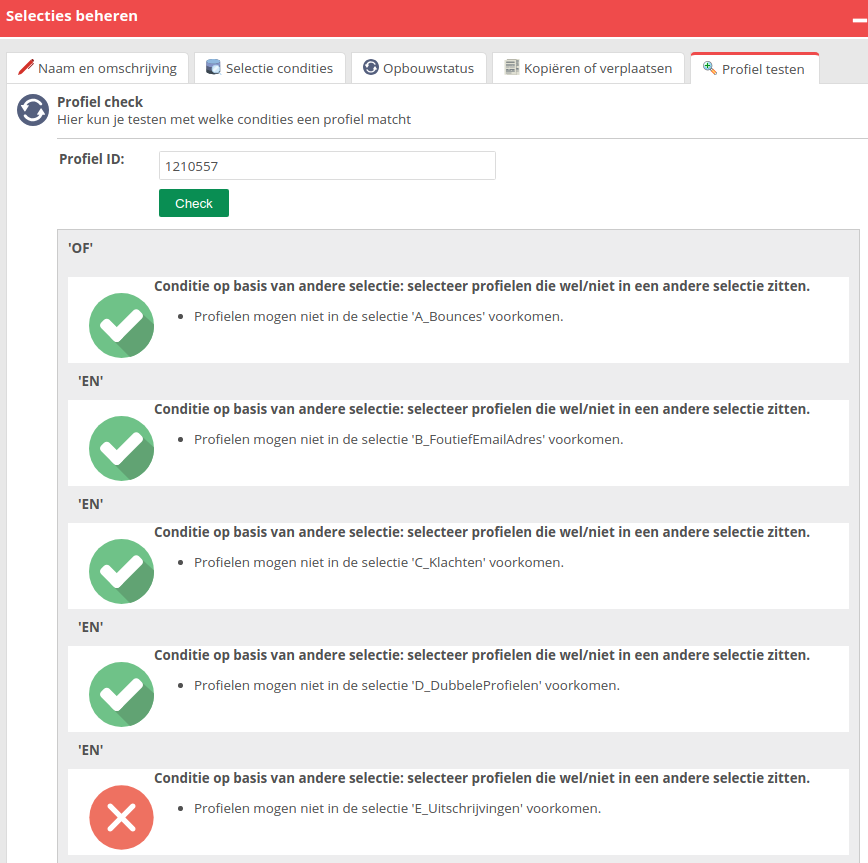 Selecties beheren
Naam en omschrijving
Selectie condities
Opbouwstatus
Kopiëren of verplaatsen
Profiel testen
Profiel check
Hier kun je testen met welke condities een profiel matcht
Profiel ID:
1210557
Check
'OF'
Conditie op basis van andere selectie: selecteer profielen die wel/niet in een andere selectie zitten.
Profielen mogen niet in de selectie 'A_Bounces' voorkomen.
'EN'
Conditie op basis van andere selectie: selecteer profielen die wel/niet in een andere selectie zitten.
Profielen mogen niet in de selectie 'B_FoutiefEmailAdres' voorkomen.
'EN'
Conditie op basis van andere selectie: selecteer profielen die wel/niet in een andere selectie zitten.
Profielen mogen niet in de selectie 'C_Klachten' voorkomen.
'EN'
Conditie op basis van andere selectie: selecteer profielen die wel/niet in een andere selectie zitten.
Profielen mogen niet in de selectie 'D_DubbeleProfielen' voorkomen.
'EN'
Conditie op basis van andere selectie: selecteer profielen die wel/niet in een andere selectie zitten.
Profielen mogen niet in de selectie 'E_Uitschrijvingen' voorkomen.